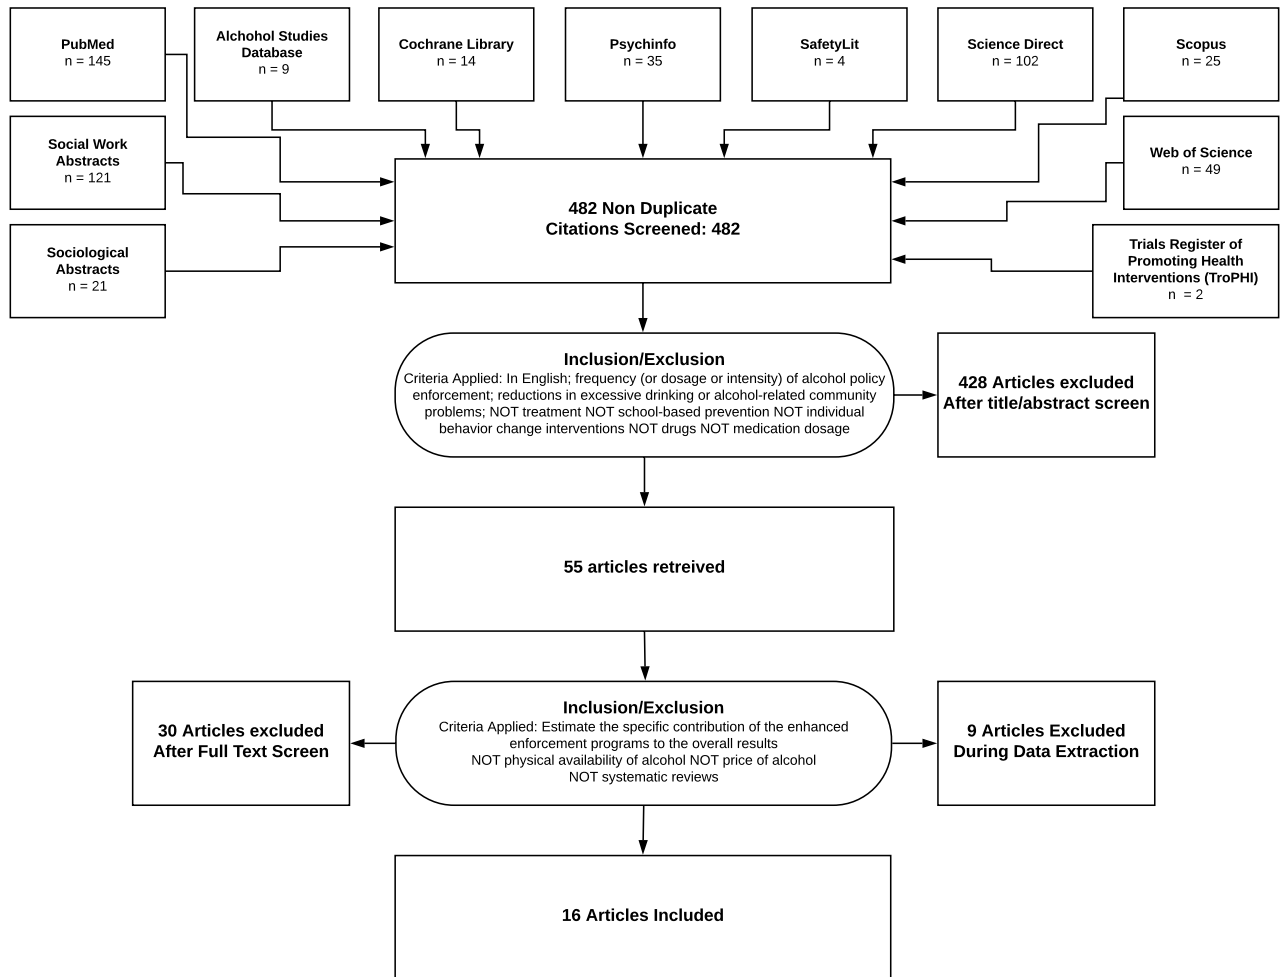 PubMed
n = 145
Alchohol Studies
Database
n = 9
Cochrane Library
n = 14
Psychinfo
n = 35
SafetyLit
n = 4
Science Direct
n = 102
Scopus
n = 25
Social Work
Abstracts
n = 121
Web of Science
n = 49
482 Non Duplicate
Citations Screened: 482
Sociological
Abstracts
n = 21
Trials Register of
Promoting Health
Interventions (TroPHI)
n = 2
Inclusion/Exclusion
Criteria Applied: In English; frequency (or dosage or intensity) of alcohol policy
enforcement; reductions in excessive drinking or alcohol-related community
problems; NOT treatment NOT school-based prevention NOT individual
behavior change interventions NOT drugs NOT medication dosage
428 Articles excluded
After title/abstract screen
55 articles retreived
30 Articles excluded
After Full Text Screen
Inclusion/Exclusion
Criteria Applied: Estimate the specific contribution of the enhanced
enforcement programs to the overall results
NOT physical availability of alcohol NOT price of alcohol
NOT systematic reviews
9 Articles Excluded
During Data Extraction
16 Articles Included